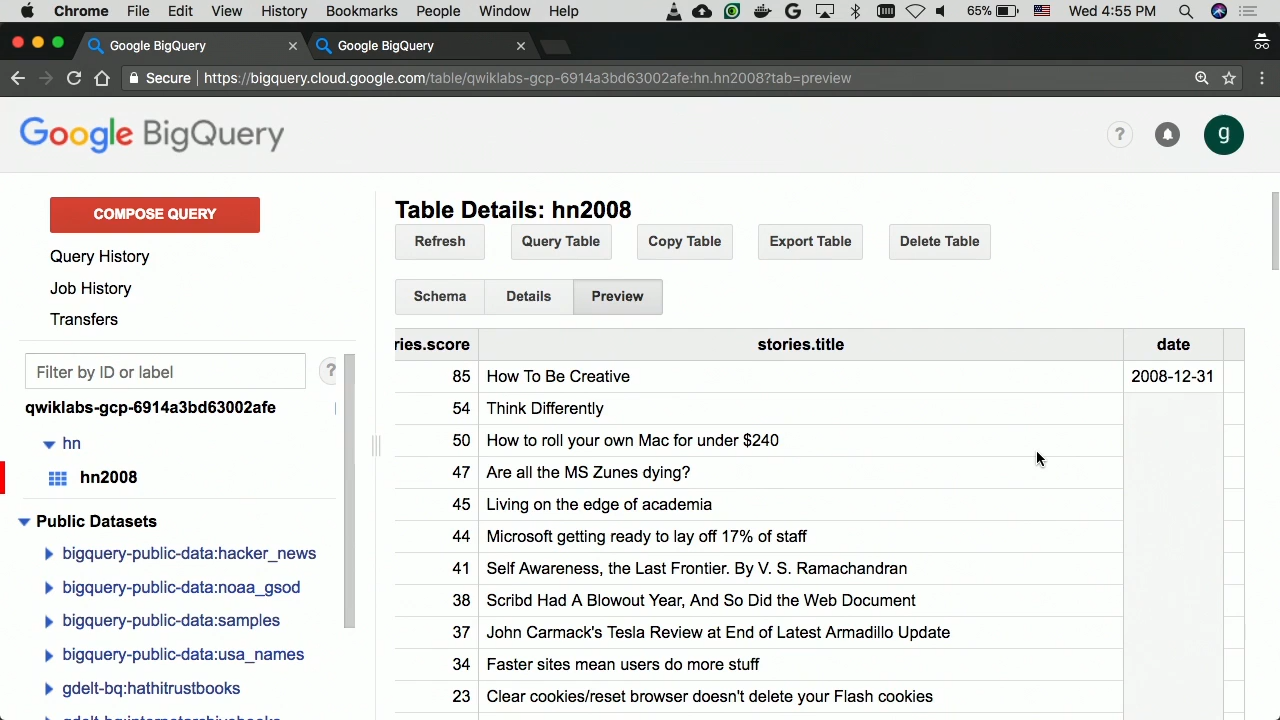 Chrome File Edit View History Bookmarks People Window Help 65% Wed 4:55 PM
Google BigQuery Google BigQuery
Secure https://bigquery.cloud.google.com/table/qwiklabs-gcp-6914a3bd63002afe:hn.hn2008?tab=preview
Google BigQuery ? g
COMPOSE QUERY
Query History
Job History
Transfers
Filter by ID or label ?
qwiklabs-gcp-6914a3bd63002afe
hn
hn2008
Public Datasets
bigquery-public-data:hacker_news
bigquery-public-data:noaa_gsod
bigquery-public-data:samples
bigquery-public-data:usa_names
gdelt-bq:hathitrustbooks
Table Details: hn2008
Refresh Query Table Copy Table Export Table Delete Table
Schema Details Preview
ries.score stories.title date
85 How To Be Creative 2008-12-31
54 Think Differently
50 How to roll your own Mac for under $240
47 Are all the MS Zunes dying?
45 Living on the edge of academia
44 Microsoft getting ready to lay off 17% of staff
41 Self Awareness, the Last Frontier. By V. S. Ramachandran
38 Scribd Had A Blowout Year, And So Did the Web Document
37 John Carmack's Tesla Review at End of Latest Armadillo Update
34 Faster sites mean users do more stuff
23 Clear cookies/reset browser doesn't delete your Flash cookies